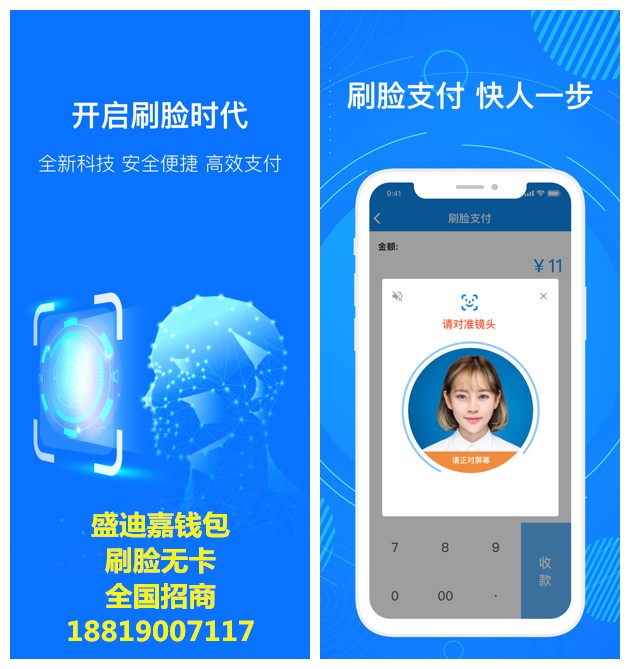 开启刷脸时代
全新科技 安全便捷 高效支付
盛迪嘉钱包
刷脸无卡
全国招商
18819007117
刷脸支付 快人一步
9:41
刷脸支付
金额:
¥11
请对准镜头
请正对屏幕
7 8 9
0 00 ·
收
款